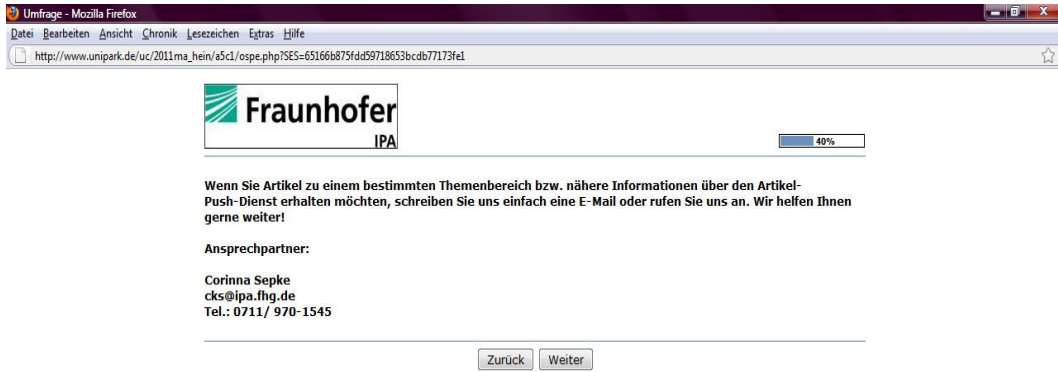 Umfrage - Mozilla Firefox
Datei Bearbeiten Ansicht Chronik Lesezeichen Extras Hilfe
http://www.unipark.de/uc/2011ma_hein/a5c1/ospe.php?SES=65166b875fdd59718653bcdb77173fe1
Fraunhofer
IPA
40%
Wenn Sie Artikel zu einem bestimmten Themenbereich bzw. nähere Informationen über den Artikel-
Push-Dienst erhalten möchten, schreiben Sie uns einfach eine E-Mail oder rufen Sie uns an. Wir helfen Ihnen
gerne weiter!
Ansprechpartner:
Corinna Sepke
cks@ipa.fhg.de
Tel.: 0711/ 970-1545
Zurück Weiter